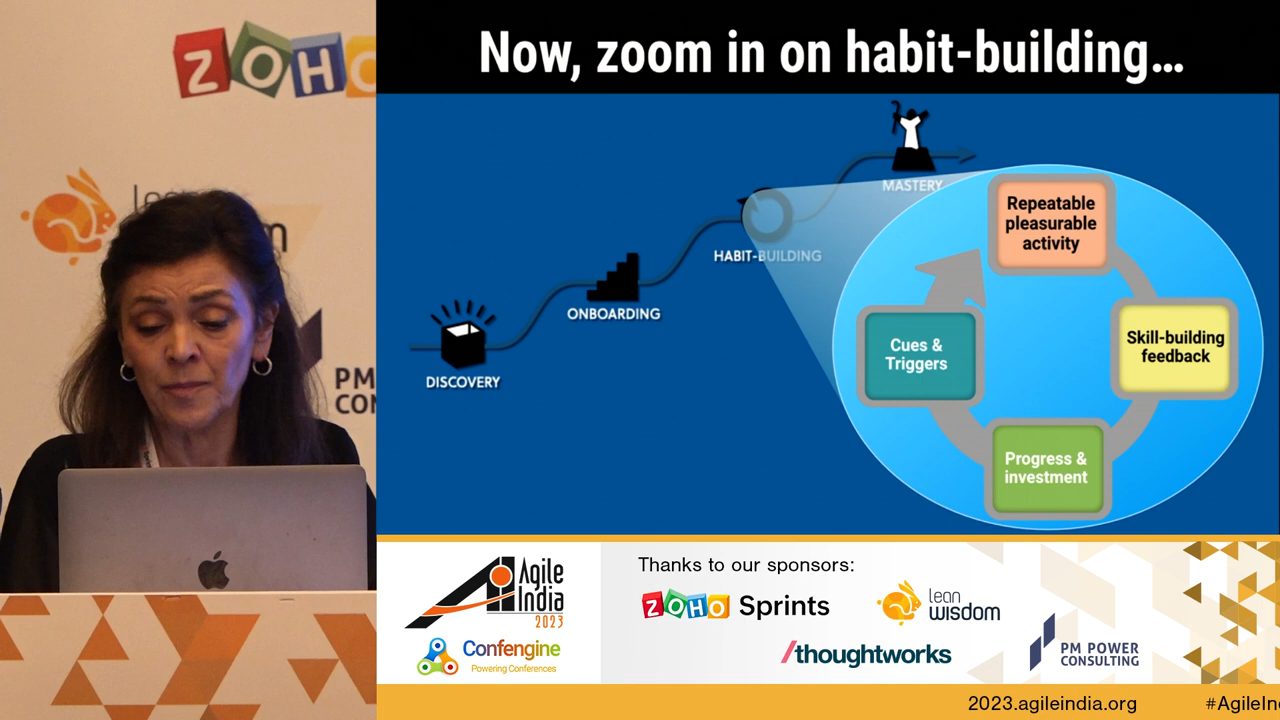 Now, zoom in on habit-building...
ZOHO
lean
m
PM
CON
MASTERY
HABIT-BUILDING
ONBOARDING
DISCOVERY
Repeatable
pleasurable
activity
Skill-building
feedback
Progress &
investment
Cues &
Triggers
Agile
India
2023
Confengine
Powering Conferences
Thanks to our sponsors:
ZOHO Sprints
lean
wisdom
/thoughtworks
PM POWER
CONSULTING
2023.agileindia.org
#AgileIn